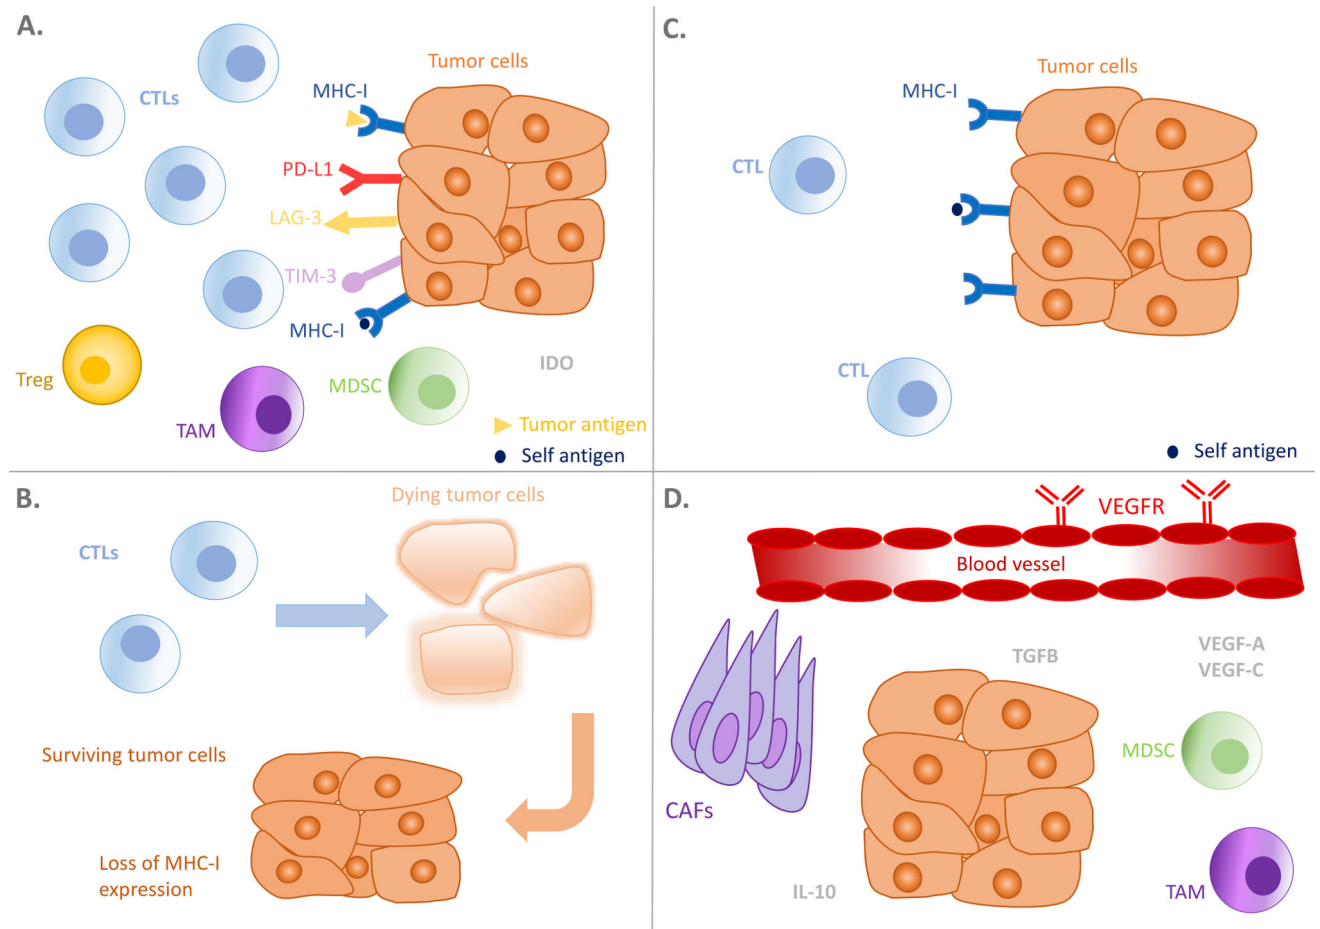 A.
Tumor cells
MHC-I
CTLs
PD-L1
LAG-3
TIM-3
MHC-I
IDO
Treg
MDSC
TAM
Tumor antigen
Self antigen
B.
Dying tumor cells
CTLs
Surviving tumor cells
Loss of MHC-I
expression
C.
Tumor cells
MHC-I
CTL
CTL
Self antigen
D.
VEGFR
Blood vessel
TGFB
VEGF-A
VEGF-C
MDSC
CAFs
IL-10
TAM